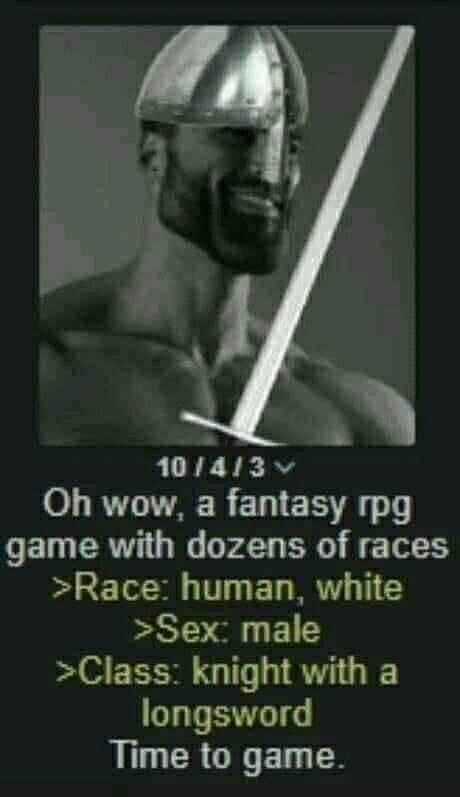 10 / 4 / 3
Oh wow, a fantasy rpg
game with dozens of races
>Race: human, white
>Sex: male
>Class: knight with a
longsword
Time to game.